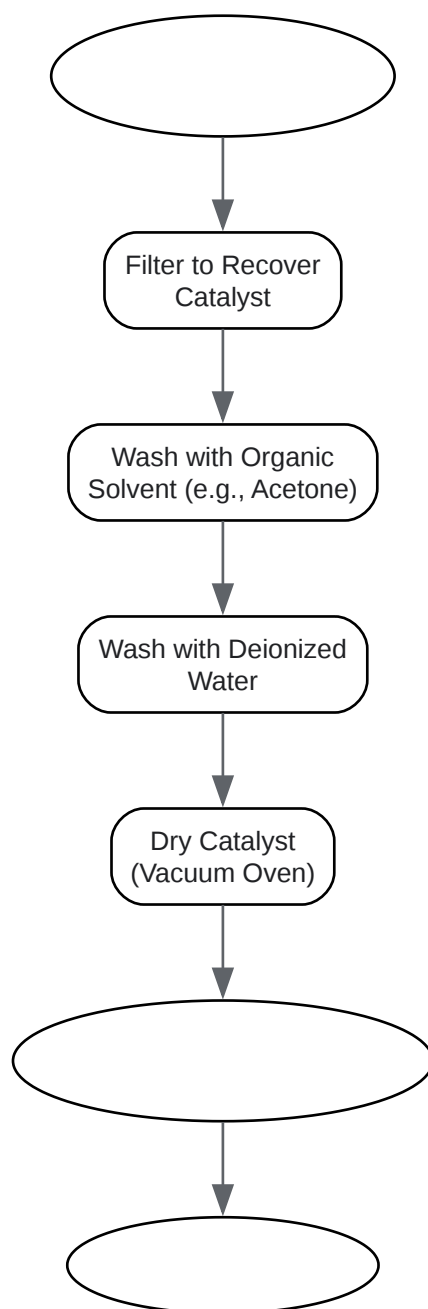 Filter to Recover
Catalyst
Wash with Organic
Solvent (e.g., Acetone)
Wash with Deionized
Water
Dry Catalyst
(Vacuum Oven)